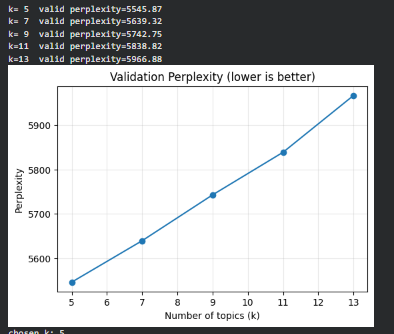 k= 5 valid perplexity=5545.87
k= 7 valid perplexity=5639.32
k= 9 valid perplexity=5742.75
k=11 valid perplexity=5838.82
k=13 valid perplexity=5966.88
Validation Perplexity (lower is better)
5900
5800
5700
5600
Perplexity
5 6 7 8 9 10 11 12 13
Number of topics (k)
chosen k: 5